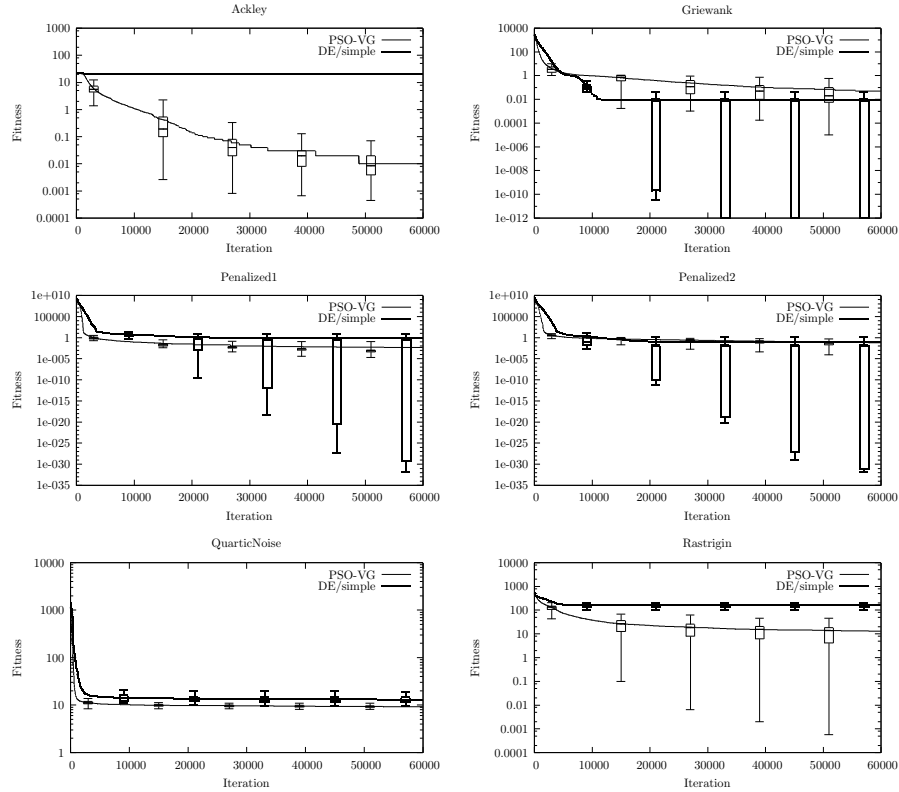 Ackley
1000
100
10
1
0.1
0.01
0.001
0.0001
Fitness
PSO-VG
DE/simple
0 10000 20000 30000 40000 50000 60000
Iteration
Griewank
10000
100
1
0.01
0.0001
1e-006
1e-008
1e-010
1e-012
Fitness
PSO-VG
DE/simple
0 10000 20000 30000 40000 50000 60000
Iteration
Penalized1
1e+010
100000
1
1e-005
1e-010
1e-015
1e-020
1e-025
1e-030
1e-035
Fitness
PSO-VG
DE/simple
0 10000 20000 30000 40000 50000 60000
Iteration
Penalized2
1e+010
100000
1
1e-005
1e-010
1e-015
1e-020
1e-025
1e-030
1e-035
Fitness
PSO-VG
DE/simple
0 10000 20000 30000 40000 50000 60000
Iteration
QuarticNoise
10000
1000
100
10
1
Fitness
PSO-VG
DE/simple
0 10000 20000 30000 40000 50000 60000
Iteration
Rastrigin
10000
1000
100
10
1
0.1
0.01
0.001
0.0001
Fitness
PSO-VG
DE/simple
0 10000 20000 30000 40000 50000 60000
Iteration